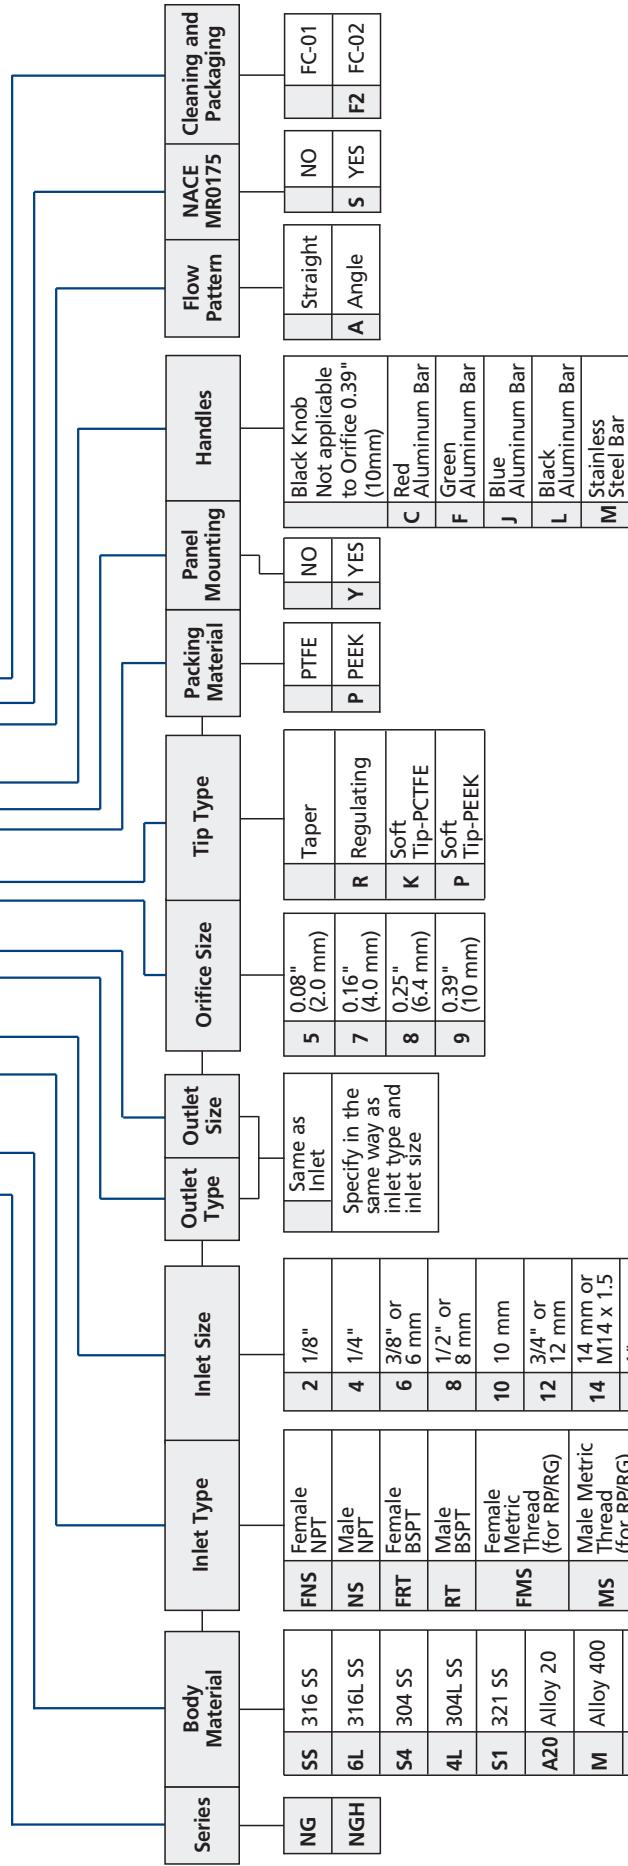 Series
NG
NGH
Body
Material
SS 316 SS
6L 316L SS
S4 304 SS
4L 304L SS
S1 321 SS
A20 Alloy 20
M Alloy 400
Inlet Type
FNS Female
NPT
NS Male
NPT
FRT Female
BSPT
RT Male
BSPT
FMS Female
Metric
Thread
(for RP/RG)
MS Male Metric
Thread
(for RP/RG)
Inlet Size
2 1/8"
4 1/4"
6 3/8" or
6 mm
8 1/2" or
8 mm
10 10 mm
12 3/4" or
12 mm
14 14 mm or
M14 x 1.5
Outlet
Type
Outlet
Size
Same as
Inlet
Specify in the
same way as
inlet type and
inlet size
Orifice Size
5 0.08"
(2.0 mm)
7 0.16"
(4.0 mm)
8 0.25"
(6.4 mm)
9 0.39"
(10 mm)
Tip Type
Taper
R Regulating
K Soft
Tip-PCTFE
P Soft
Tip-PEEK
Packing
Material
PTFE
P PEEK
Panel
Mounting
NO
Y YES
Handles
Black Knob
Not applicable
to Orifice 0.39"
(10mm)
C Red
Aluminum Bar
F Green
Aluminum Bar
J Blue
Aluminum Bar
L Black
Aluminum Bar
M Stainless
Steel Bar
Flow
Pattern
Straight
A Angle
NACE
MR0175
NO
S YES
Cleaning and
Packaging
FC-01
F2 FC-02